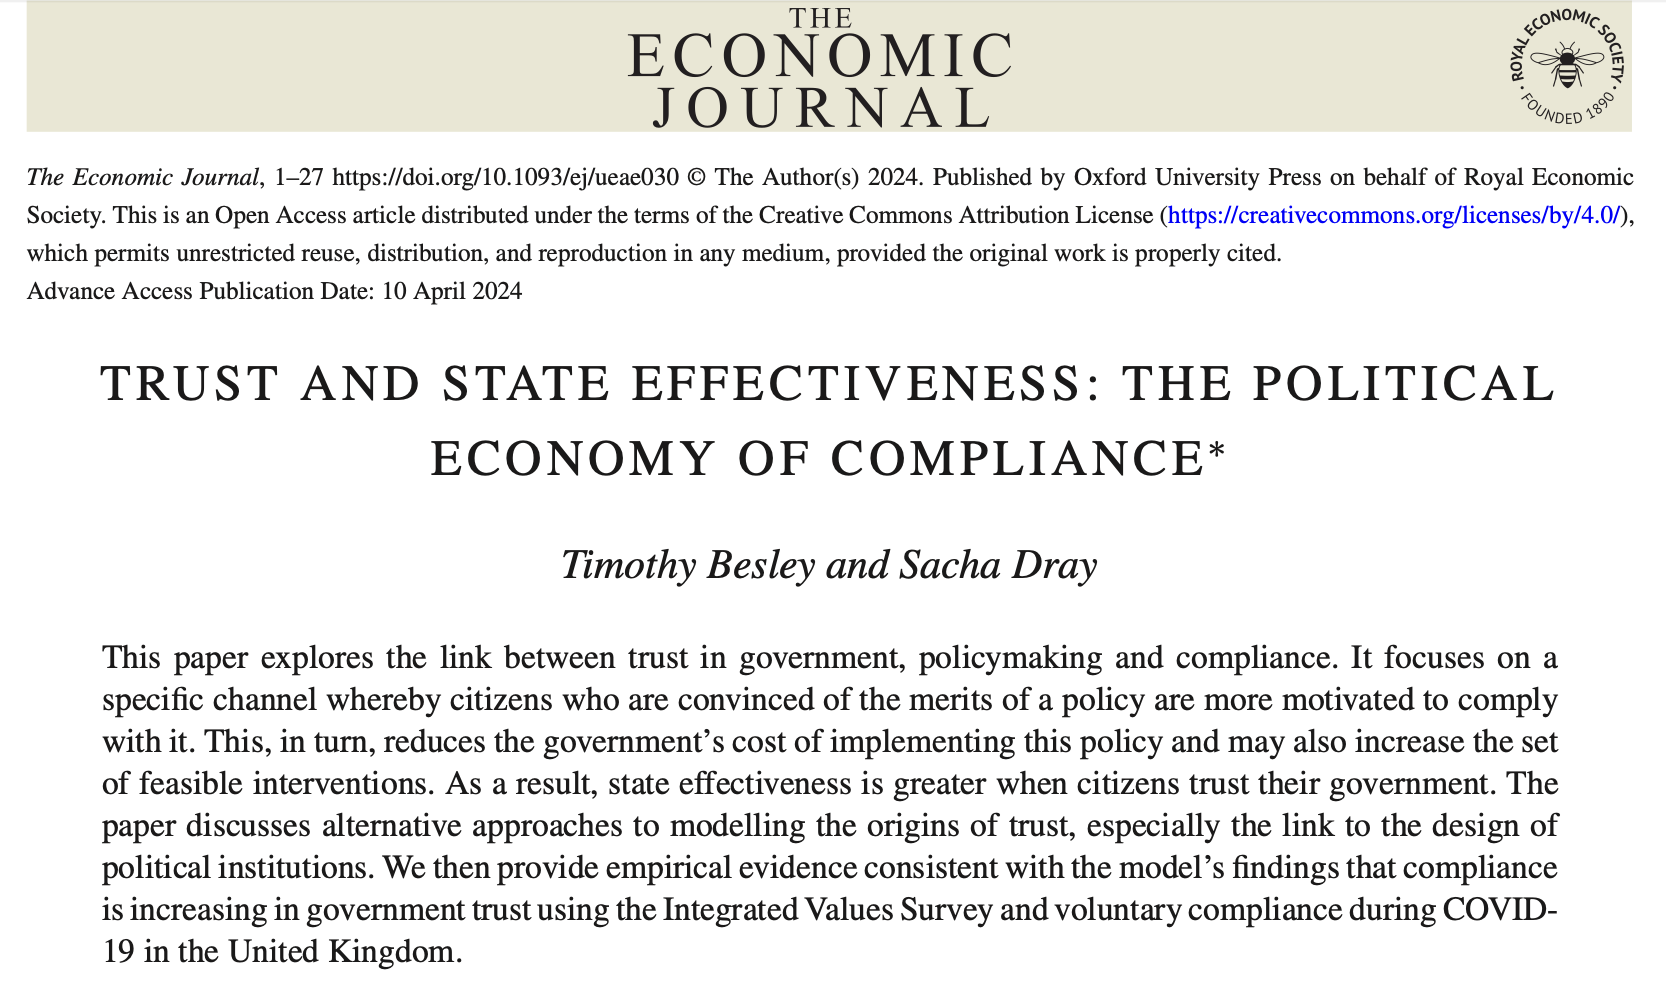 THE
ECONOMIC
JOURNAL
ROYAL ECONOMIC SOCIETY
· FOUNDED 1890 ·
The Economic Journal, 1–27 https://doi.org/10.1093/ej/ueae030 © The Author(s) 2024. Published by Oxford University Press on behalf of Royal Economic
Society. This is an Open Access article distributed under the terms of the Creative Commons Attribution License (https://creativecommons.org/licenses/by/4.0/),
which permits unrestricted reuse, distribution, and reproduction in any medium, provided the original work is properly cited.
Advance Access Publication Date: 10 April 2024
TRUST AND STATE EFFECTIVENESS: THE POLITICAL
ECONOMY OF COMPLIANCE*
Timothy Besley and Sacha Dray
This paper explores the link between trust in government, policymaking and compliance. It focuses on a
specific channel whereby citizens who are convinced of the merits of a policy are more motivated to comply
with it. This, in turn, reduces the government’s cost of implementing this policy and may also increase the set
of feasible interventions. As a result, state effectiveness is greater when citizens trust their government. The
paper discusses alternative approaches to modelling the origins of trust, especially the link to the design of
political institutions. We then provide empirical evidence consistent with the model’s findings that compliance
is increasing in government trust using the Integrated Values Survey and voluntary compliance during COVID-
19 in the United Kingdom.